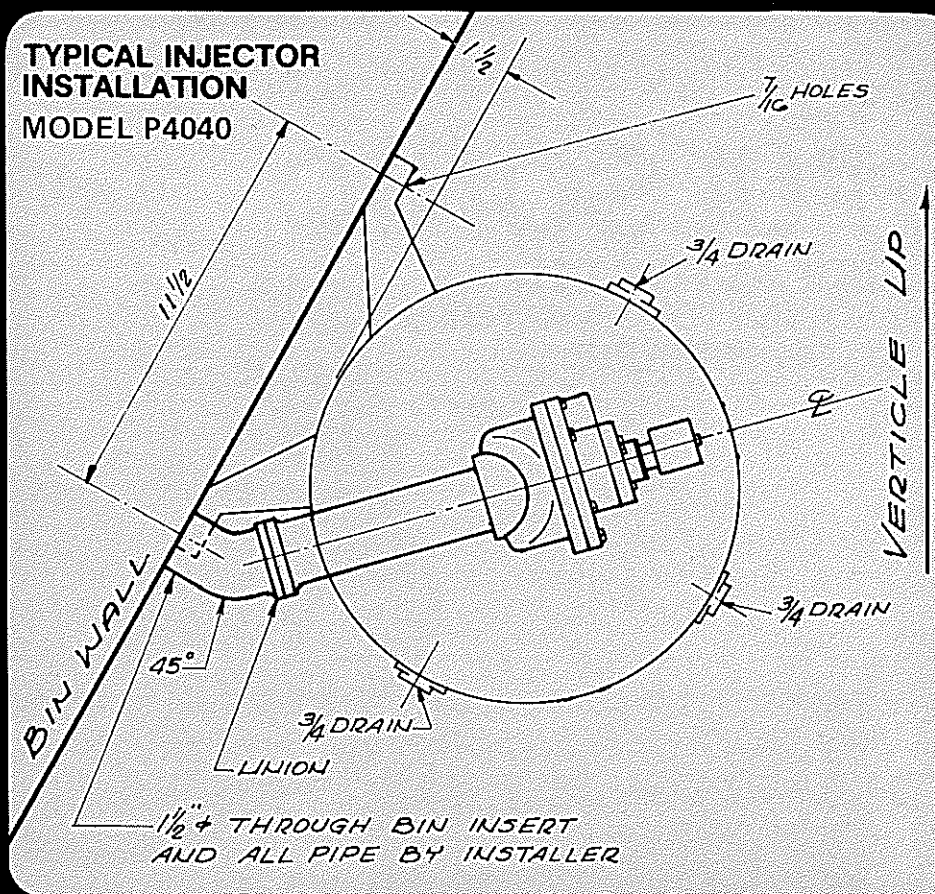 TYPICAL INJECTOR
INSTALLATION
MODEL P4040
1 1/2
7/16 HOLES
3/4 DRAIN
11 1/2
VERTICLE UP
℄
BIN WALL
45°
3/4 DRAIN
3/4 DRAIN
UNION
1 1/2" & THROUGH BIN INSERT
AND ALL PIPE BY INSTALLER